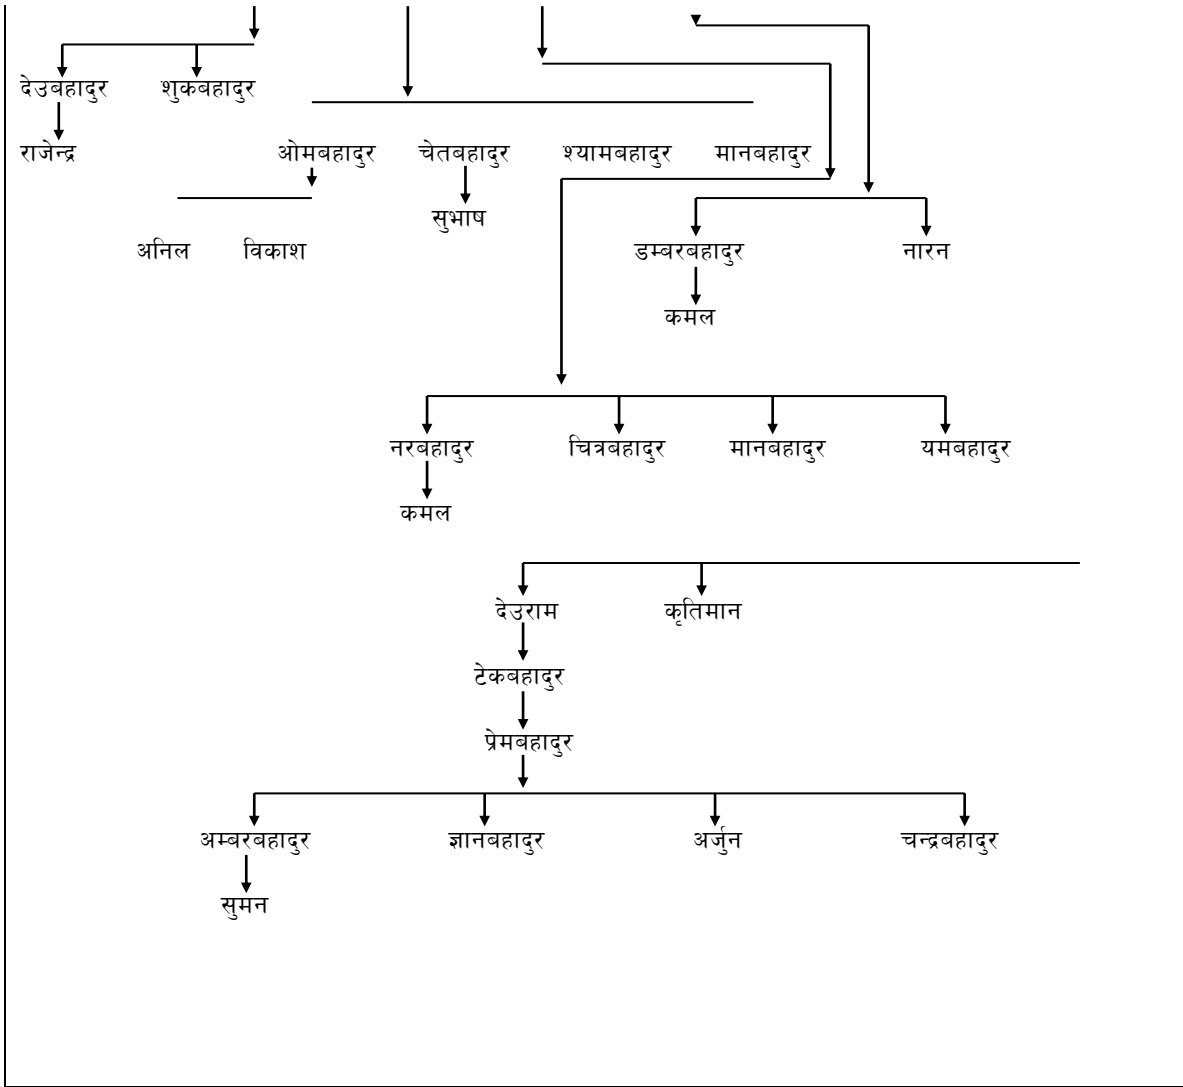 देउबहादुर शुकबहादुर
राजेन्द्र ओमबहादुर चेतबहादुर श्यामबहादुर मानबहादुर
सुभाष
अनिल विकाश डम्बरबहादुर नारन
कमल
नरबहादुर चित्रबहादुर मानबहादुर यमबहादुर
कमल
देउराम कृतिमान
टेकबहादुर
प्रेमबहादुर
अम्बरबहादुर ज्ञानबहादुर अर्जुन चन्द्रबहादुर
सुमन